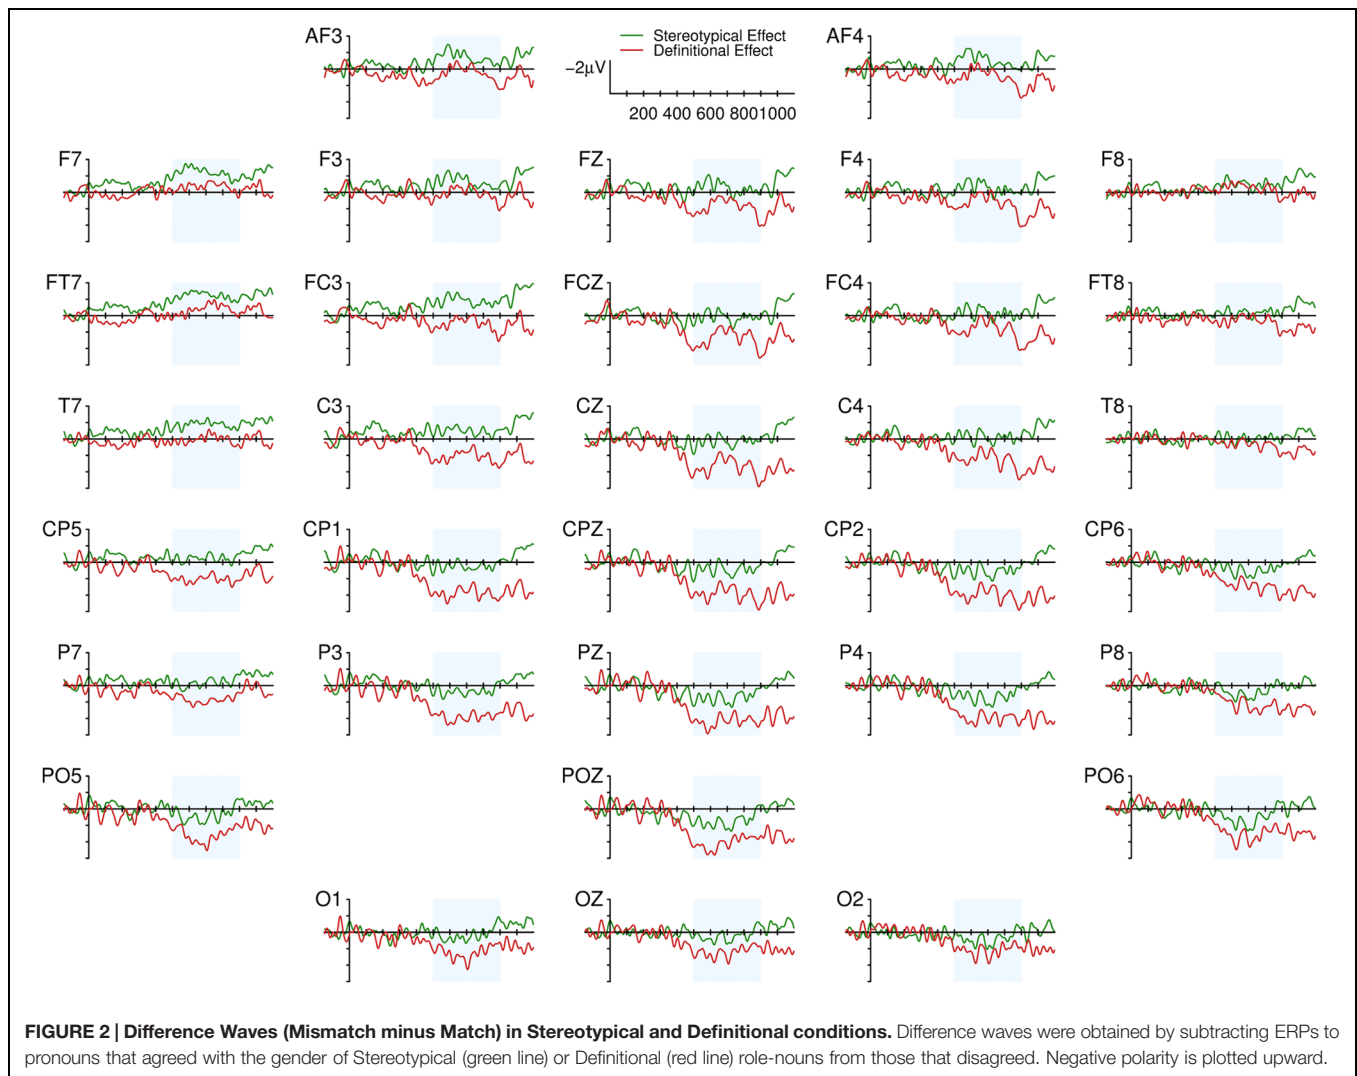 AF3
Stereotypical Effect
Definitional Effect
−2μV
200 400 600 800 1000
AF4
F7
F3
FZ
F4
F8
FT7
FC3
FCZ
FC4
FT8
T7
C3
CZ
C4
T8
CP5
CP1
CPZ
CP2
CP6
P7
P3
PZ
P4
P8
PO5
POZ
PO6
O1
OZ
O2
FIGURE 2 | Difference Waves (Mismatch minus Match) in Stereotypical and Definitional conditions. Difference waves were obtained by subtracting ERPs to
pronouns that agreed with the gender of Stereotypical (green line) or Definitional (red line) role-nouns from those that disagreed. Negative polarity is plotted upward.